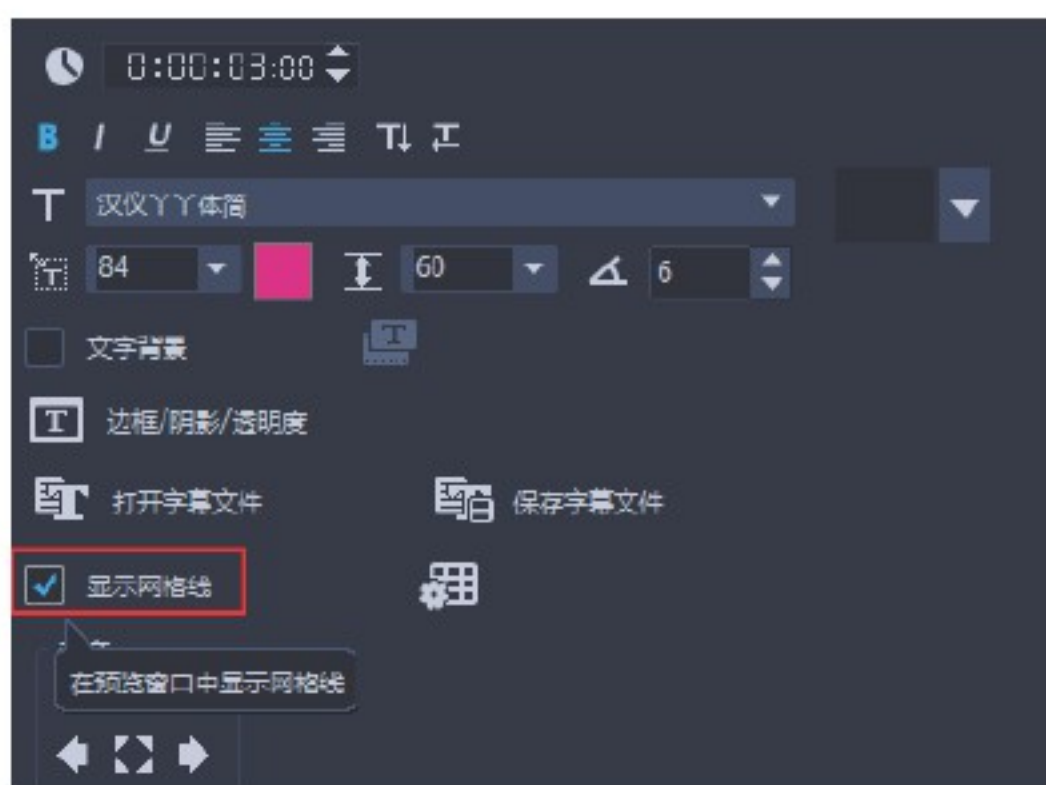 0:00:03:00
B I U
汉仪丫丫体简
84 60 6
文字背景
边框/阴影/透明度
打开字幕文件 保存字幕文件
显示网格线
在预览窗口中显示网格线